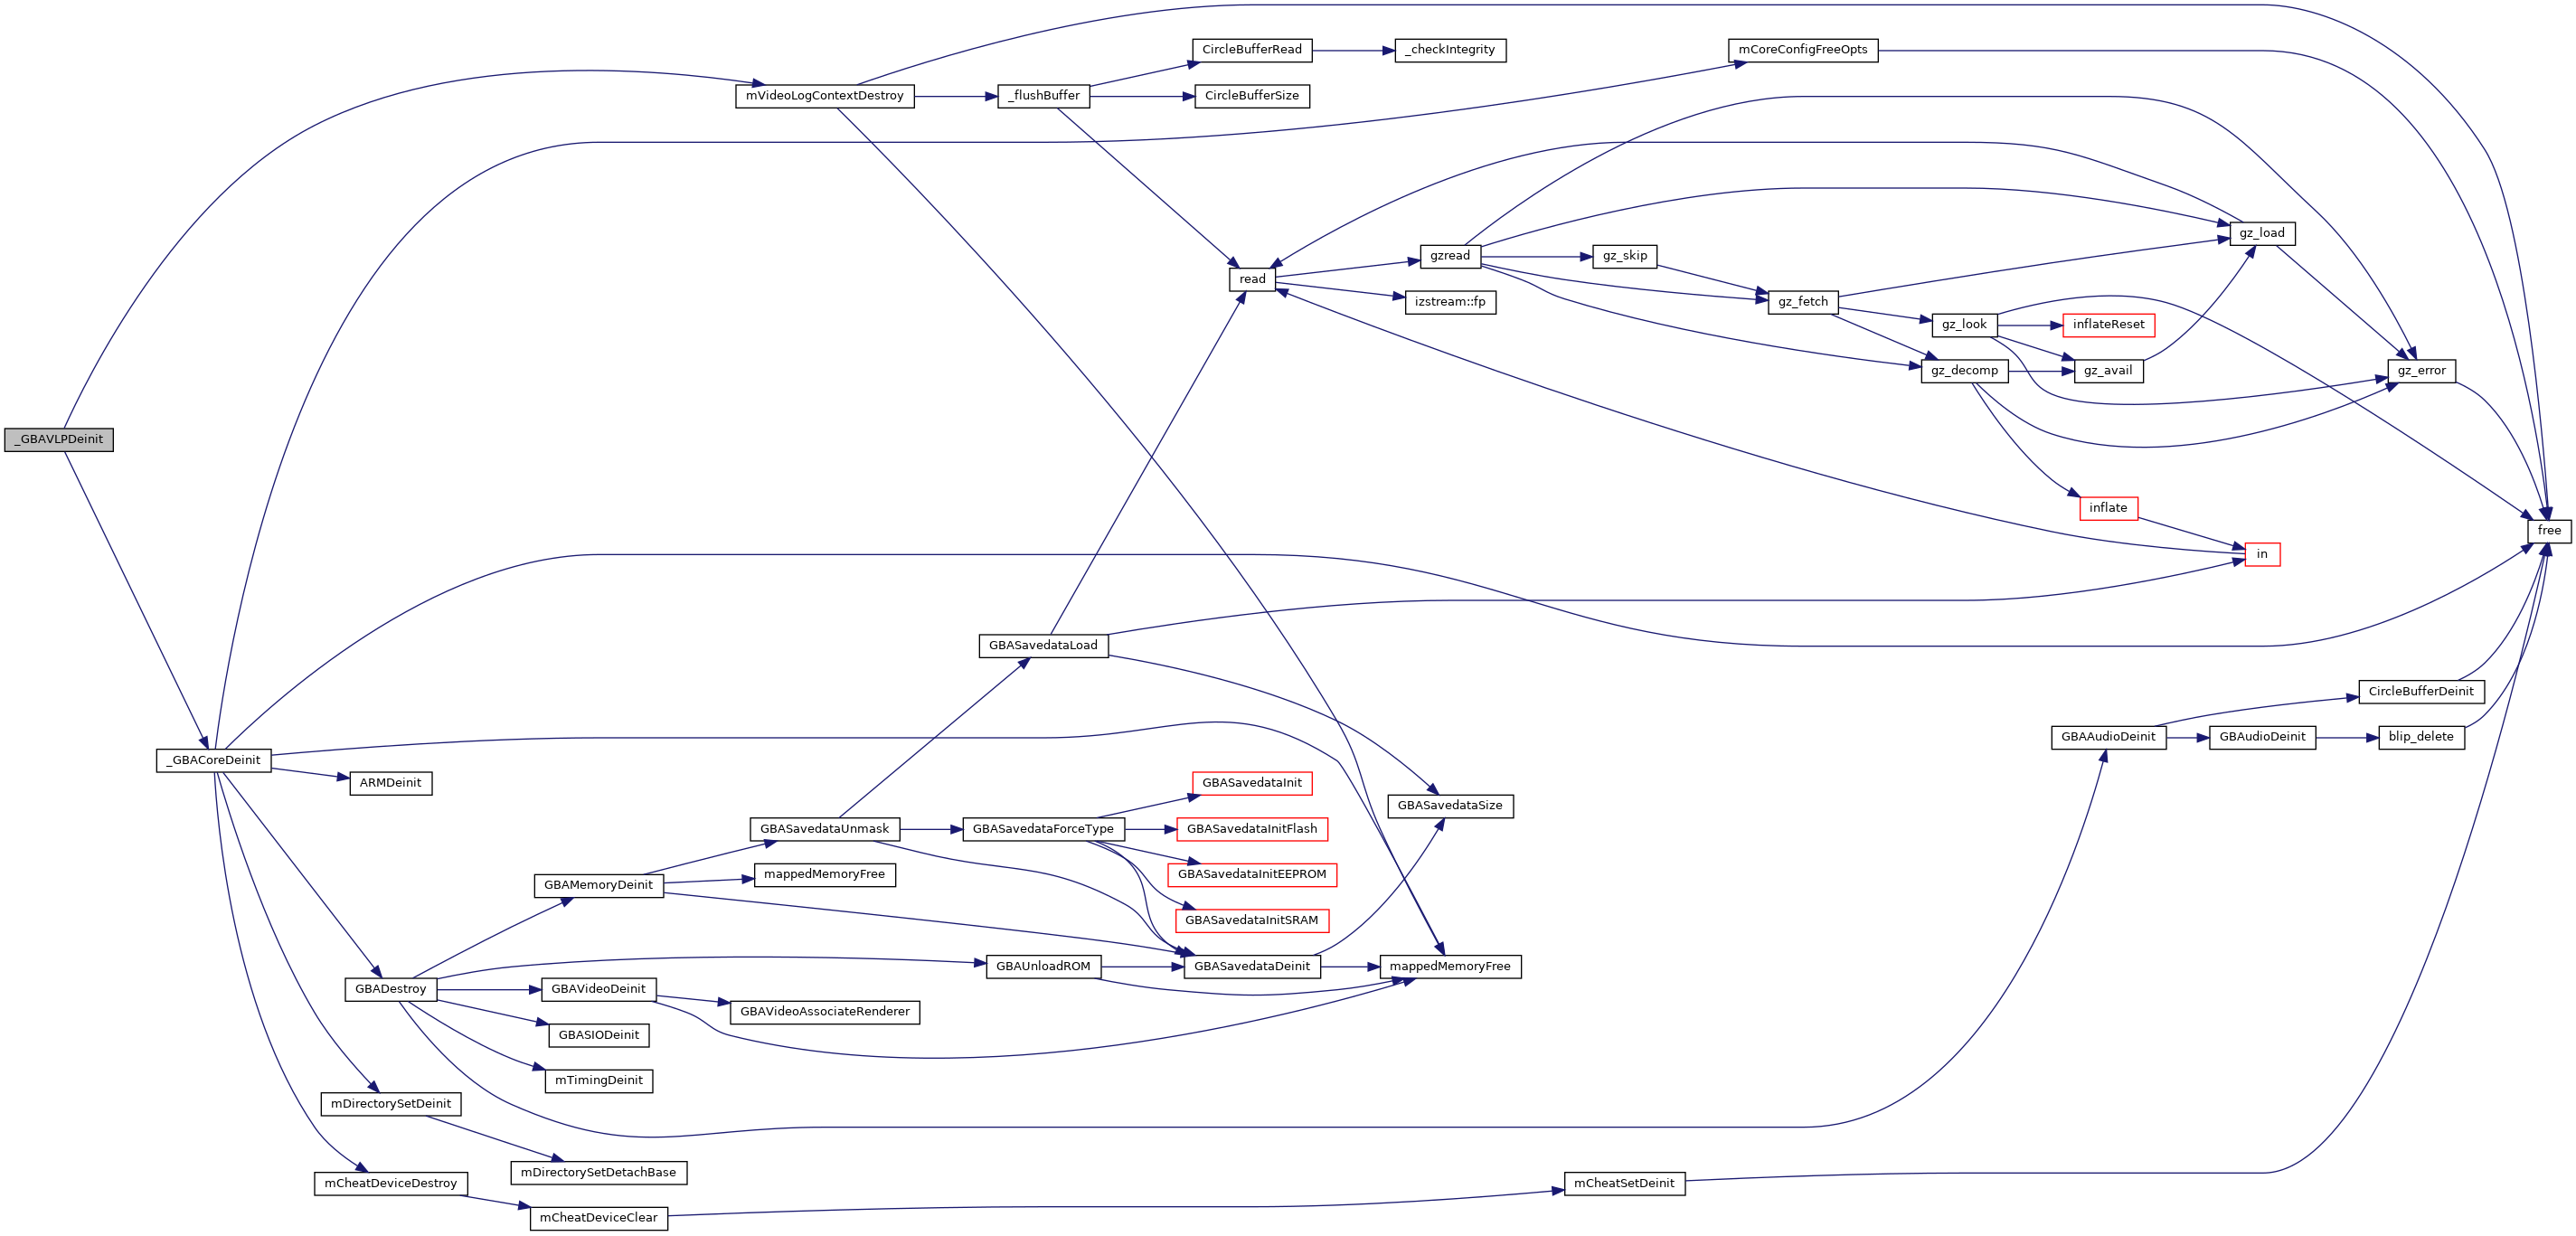 CircleBufferRead
_checkIntegrity
mCoreConfigFreeOpts
mVideoLogContextDestroy
_flushBuffer
CircleBufferSize
gz_load
gzread
gz_skip
read
izstream::fp
gz_fetch
gz_look
inflateReset
gz_decomp
gz_avail
gz_error
_GBAVLPDeinit
inflate
free
in
GBASavedataLoad
CircleBufferDeinit
GBAAudioDeinit
GBAudioDeinit
blip_delete
_GBACoreDeinit
ARMDeinit
GBASavedataInit
GBASavedataSize
GBASavedataUnmask
GBASavedataForceType
GBASavedataInitFlash
GBAMemoryDeinit
mappedMemoryFree
GBASavedataInitEEPROM
GBASavedataInitSRAM
GBAUnloadROM
GBASavedataDeinit
mappedMemoryFree
GBADestroy
GBAVideoDeinit
GBAVideoAssociateRenderer
GBASIODeinit
mTimingDeinit
mDirectorySetDeinit
mDirectorySetDetachBase
mCheatDeviceDestroy
mCheatSetDeinit
mCheatDeviceClear